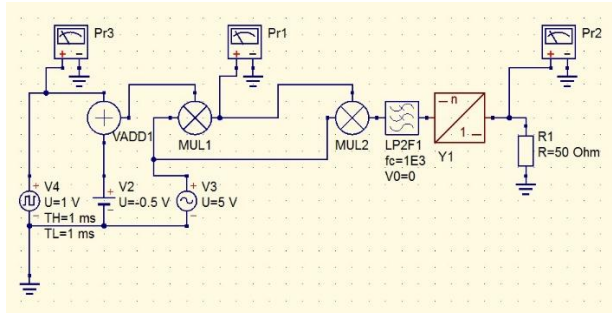 Pr3
Pr1
Pr2
VADD1
MUL1
MUL2
LP2F1
fc=1E3
V0=0
n
1
Y1
R1
R=50 Ohm
V4
U=1 V
TH=1 ms
TL=1 ms
V2
U=-0.5 V
V3
U=5 V